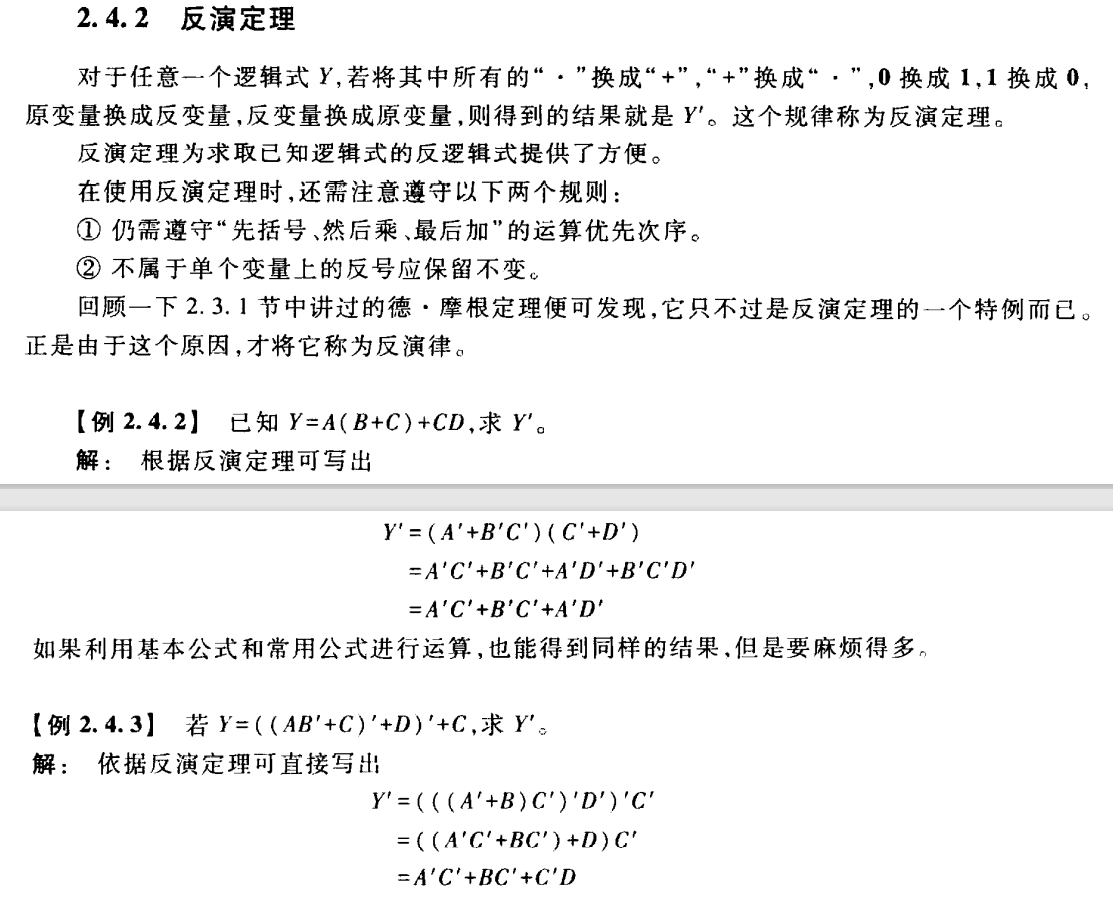 2.4.2 反演定理
对于任意一个逻辑式 Y,若将其中所有的“·”换成“+”,“+”换成“·”,0 换成 1,1 换成 0,
原变量换成反变量,反变量换成原变量,则得到的结果就是 Y′。这个规律称为反演定理。
反演定理为求取已知逻辑式的反逻辑式提供了方便。
在使用反演定理时,还需注意遵守以下两个规则:
① 仍需遵守“先括号、然后乘、最后加”的运算优先次序。
② 不属于单个变量上的反号应保留不变。
回顾一下 2.3.1 节中讲过的德·摩根定理便可发现,它只不过是反演定理的一个特例而已。
正是由于这个原因,才将它称为反演律。
【例 2.4.2】 已知 Y=A(B+C)+CD,求 Y′。
解: 根据反演定理可写出
Y′=(A′+B′C′)(C′+D′)
=A′C′+B′C′+A′D′+B′C′D′
=A′C′+B′C′+A′D′
如果利用基本公式和常用公式进行运算,也能得到同样的结果,但是要麻烦得多。
【例 2.4.3】 若 Y=((AB′+C)′+D)′+C,求 Y′。
解: 依据反演定理可直接写出
Y′=(((A′+B)C′)′D′)′C′
=((A′C′+BC′)+D)C′
=A′C′+BC′+C′D